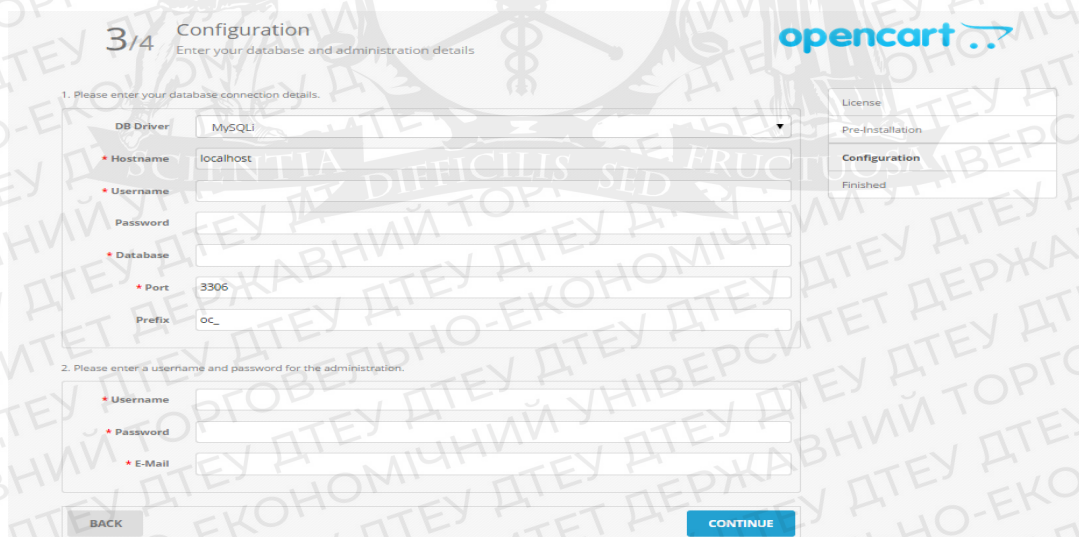 3/4 Configuration
Enter your database and administration details
opencart
1. Please enter your database connection details.
DB Driver MySQLi
* Hostname localhost
* Username
Password
* Database
* Port 3306
Prefix oc_
2. Please enter a username and password for the administration.
* Username
* Password
* E-Mail
BACK
CONTINUE
License
Pre-Installation
Configuration
Finished
SCIENTIA DIFFICILIS SED FRUCTUOSA